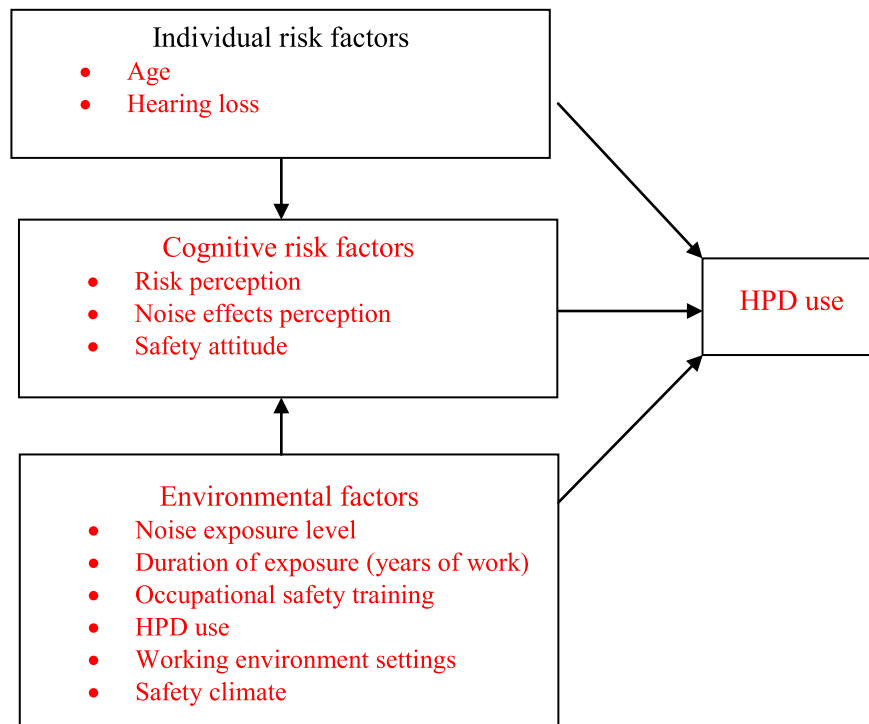 Individual risk factors
• Age
• Hearing loss
Cognitive risk factors
• Risk perception
• Noise effects perception
• Safety attitude
HPD use
Environmental factors
• Noise exposure level
• Duration of exposure (years of work)
• Occupational safety training
• HPD use
• Working environment settings
• Safety climate